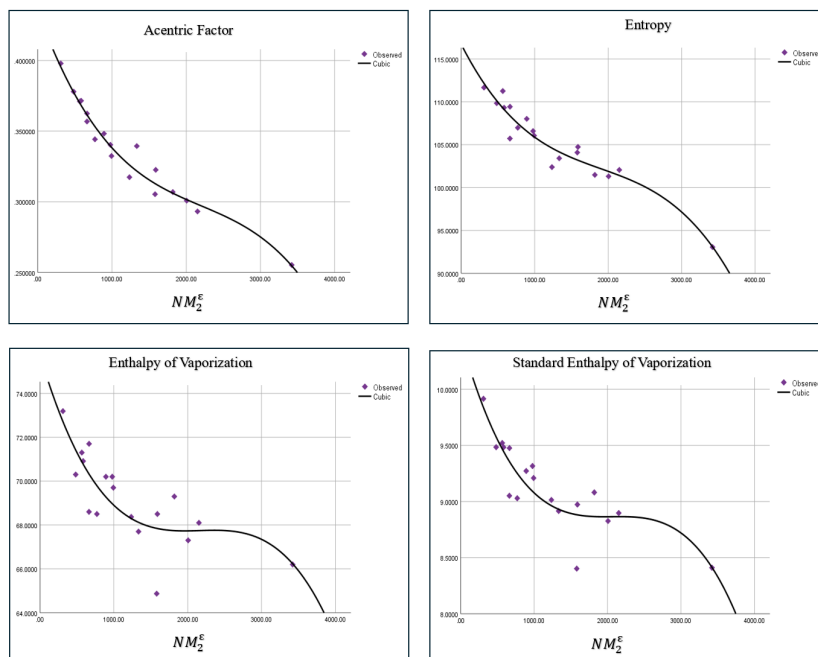 Acentric Factor
Observed
Cubic
.400000
.350000
.300000
.250000
.00
1000.00
2000.00
3000.00
4000.00
NM₂^ε
Entropy
Observed
Cubic
115.0000
110.0000
105.0000
100.0000
95.0000
90.0000
.00
1000.00
2000.00
3000.00
4000.00
NM₂^ε
Enthalpy of Vaporization
Observed
Cubic
74.0000
72.0000
70.0000
68.0000
66.0000
64.0000
.00
1000.00
2000.00
3000.00
4000.00
NM₂^ε
Standard Enthalpy of Vaporization
Observed
Cubic
10.0000
9.5000
9.0000
8.5000
8.0000
.00
1000.00
2000.00
3000.00
4000.00
NM₂^ε